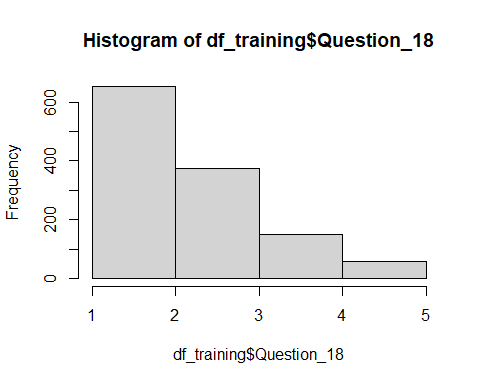 Histogram of df_training$Question_18
Frequency
600
400
200
0
1 2 3 4 5
df_training$Question_18